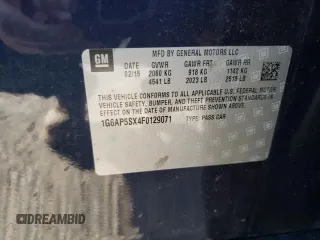 GM
MFD BY GENERAL MOTORS LLC
DATE GVWR GAWR FRT GAWR RR
02/15 2060 KG 918 KG 1142 KG
4541 LB 2023 LB 2518 LB
THIS VEHICLE CONFORMS TO ALL APPLICABLE U.S. FEDERAL MOTOR VEHICLE
SAFETY, BUMPER, AND THEFT PREVENTION STANDARDS IN
EFFECT ON THE DATE OF MANUFACTURE SHOWN ABOVE.
1G6AP5SX4F0129071 TYPE: PASS CAR
© DREAMBID